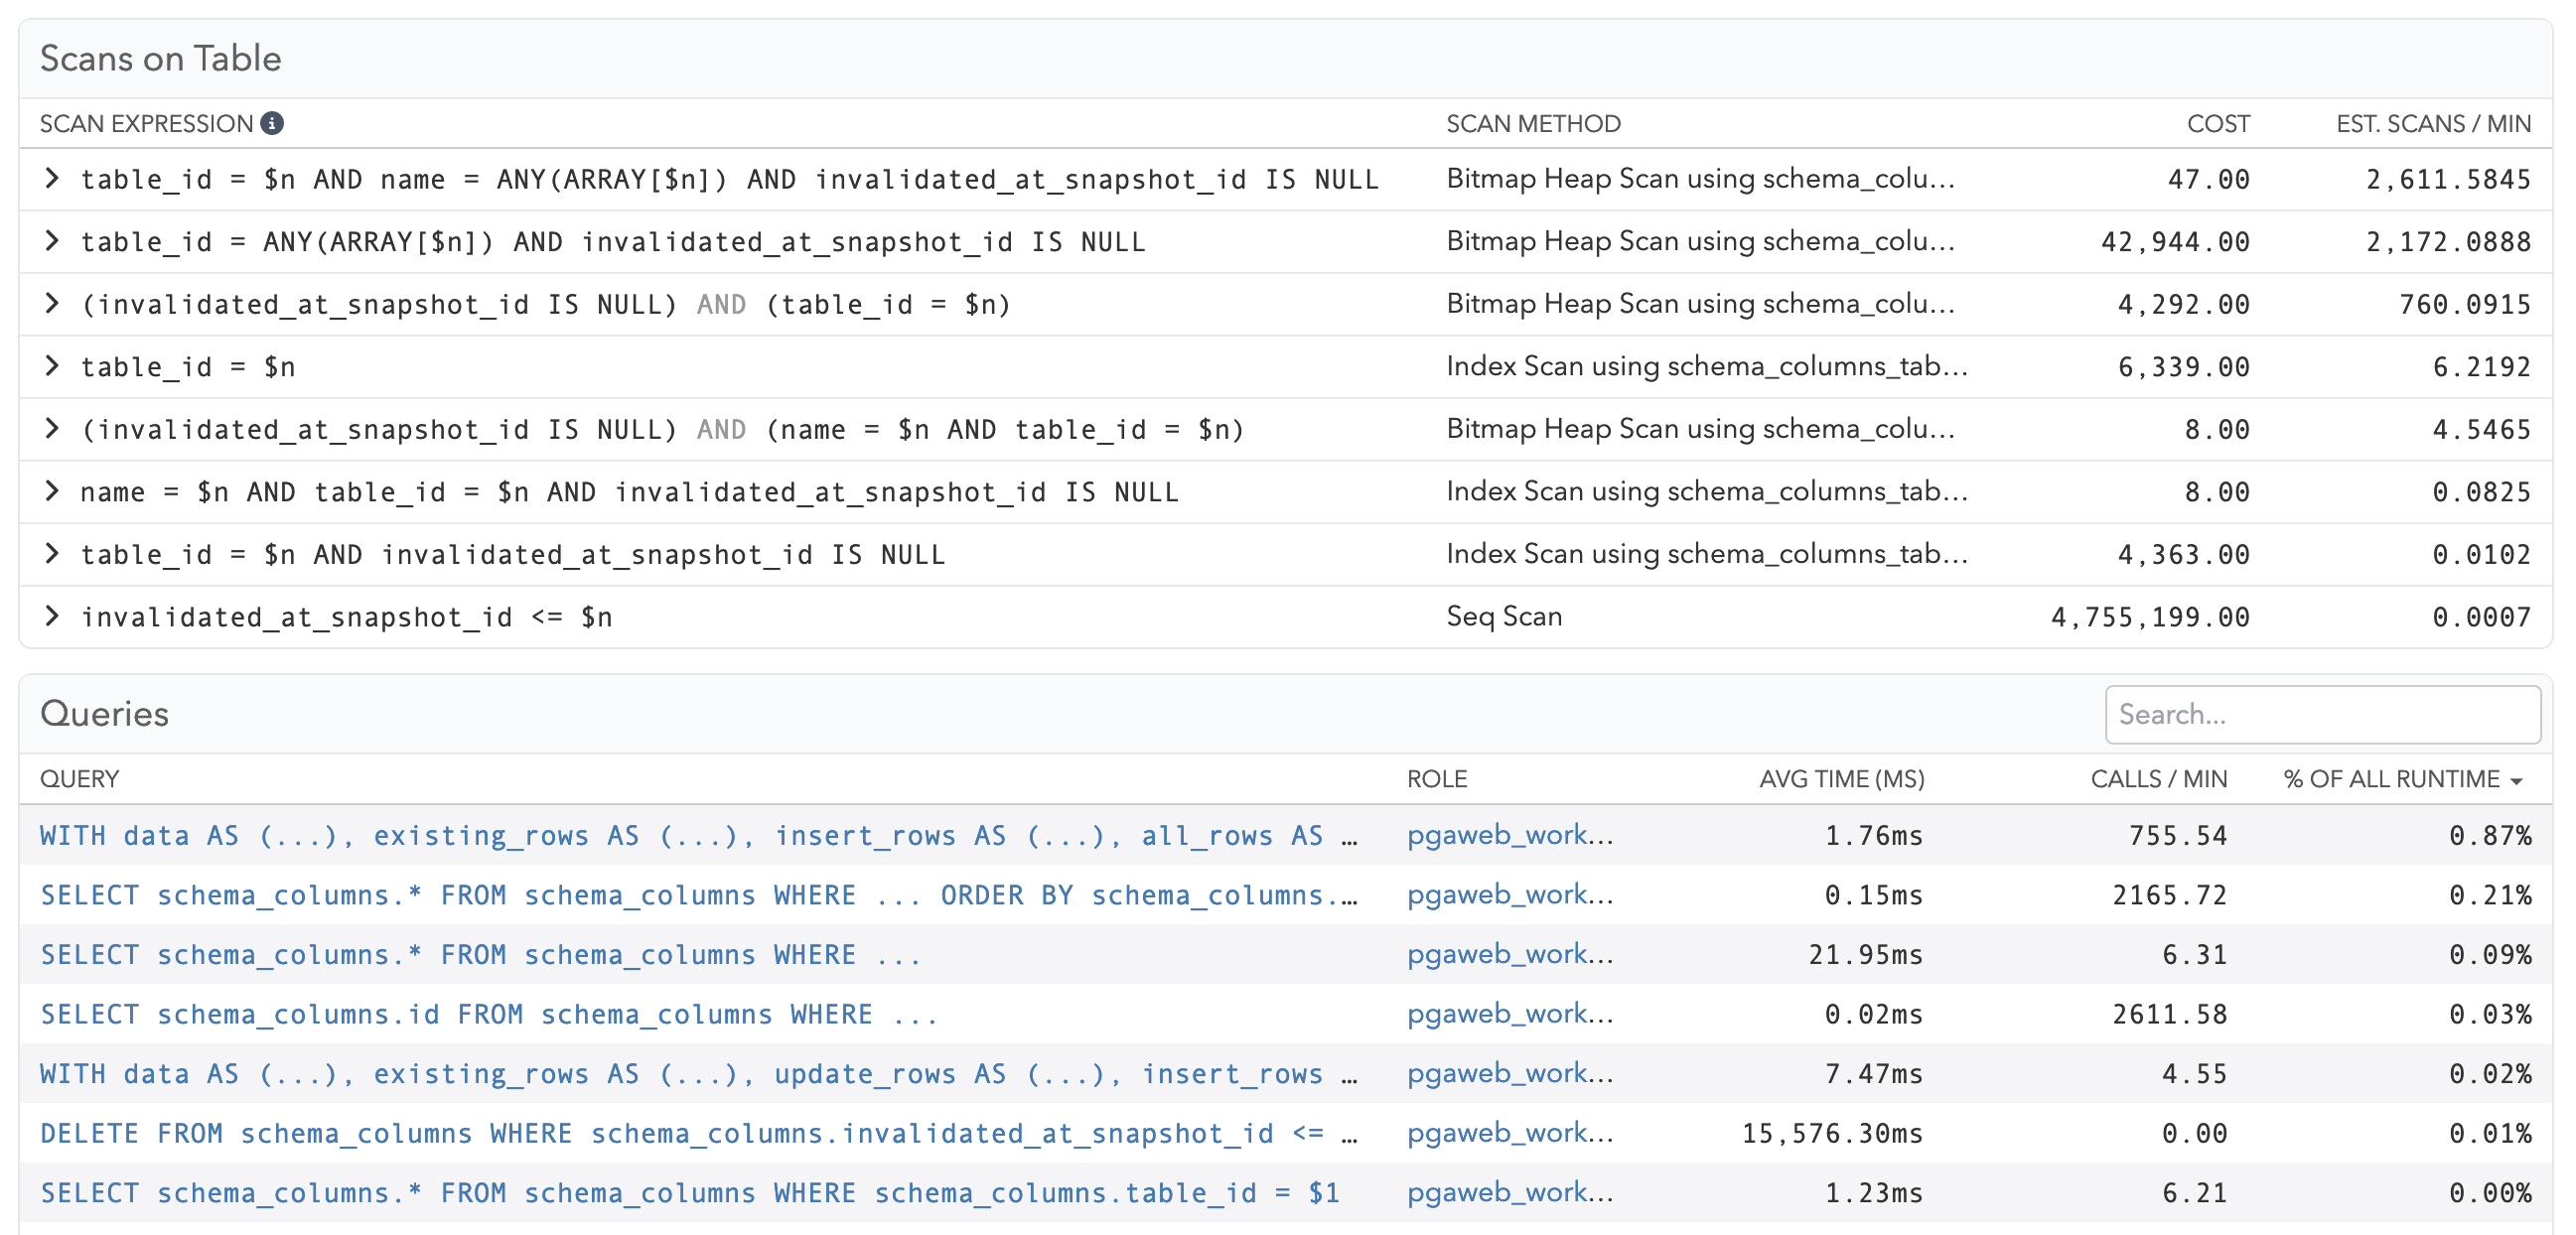 Scans on Table
SCAN EXPRESSION SCAN METHOD COST EST. SCANS / MIN
table_id = $n AND name = ANY(ARRAY[$n]) AND invalidated_at_snapshot_id IS NULL Bitmap Heap Scan using schema_colu… 47.00 2,611.5845
table_id = ANY(ARRAY[$n]) AND invalidated_at_snapshot_id IS NULL Bitmap Heap Scan using schema_colu… 42,944.00 2,172.0888
(invalidated_at_snapshot_id IS NULL) AND (table_id = $n) Bitmap Heap Scan using schema_colu… 4,292.00 760.0915
table_id = $n Index Scan using schema_columns_tab… 6,339.00 6.2192
(invalidated_at_snapshot_id IS NULL) AND (name = $n AND table_id = $n) Bitmap Heap Scan using schema_colu… 8.00 4.5465
name = $n AND table_id = $n AND invalidated_at_snapshot_id IS NULL Index Scan using schema_columns_tab… 8.00 0.0825
table_id = $n AND invalidated_at_snapshot_id IS NULL Index Scan using schema_columns_tab… 4,363.00 0.0102
invalidated_at_snapshot_id <= $n Seq Scan 4,755,199.00 0.0007
Queries Search...
QUERY ROLE AVG TIME (MS) CALLS / MIN % OF ALL RUNTIME
WITH data AS (...), existing_rows AS (...), insert_rows AS (...), all_rows AS … pgaweb_work… 1.76ms 755.54 0.87%
SELECT schema_columns.* FROM schema_columns WHERE ... ORDER BY schema_columns.… pgaweb_work… 0.15ms 2165.72 0.21%
SELECT schema_columns.* FROM schema_columns WHERE ... pgaweb_work… 21.95ms 6.31 0.09%
SELECT schema_columns.id FROM schema_columns WHERE ... pgaweb_work… 0.02ms 2611.58 0.03%
WITH data AS (...), existing_rows AS (...), update_rows AS (...), insert_rows … pgaweb_work… 7.47ms 4.55 0.02%
DELETE FROM schema_columns WHERE schema_columns.invalidated_at_snapshot_id <= … pgaweb_work… 15,576.30ms 0.00 0.01%
SELECT schema_columns.* FROM schema_columns WHERE schema_columns.table_id = $1 pgaweb_work… 1.23ms 6.21 0.00%